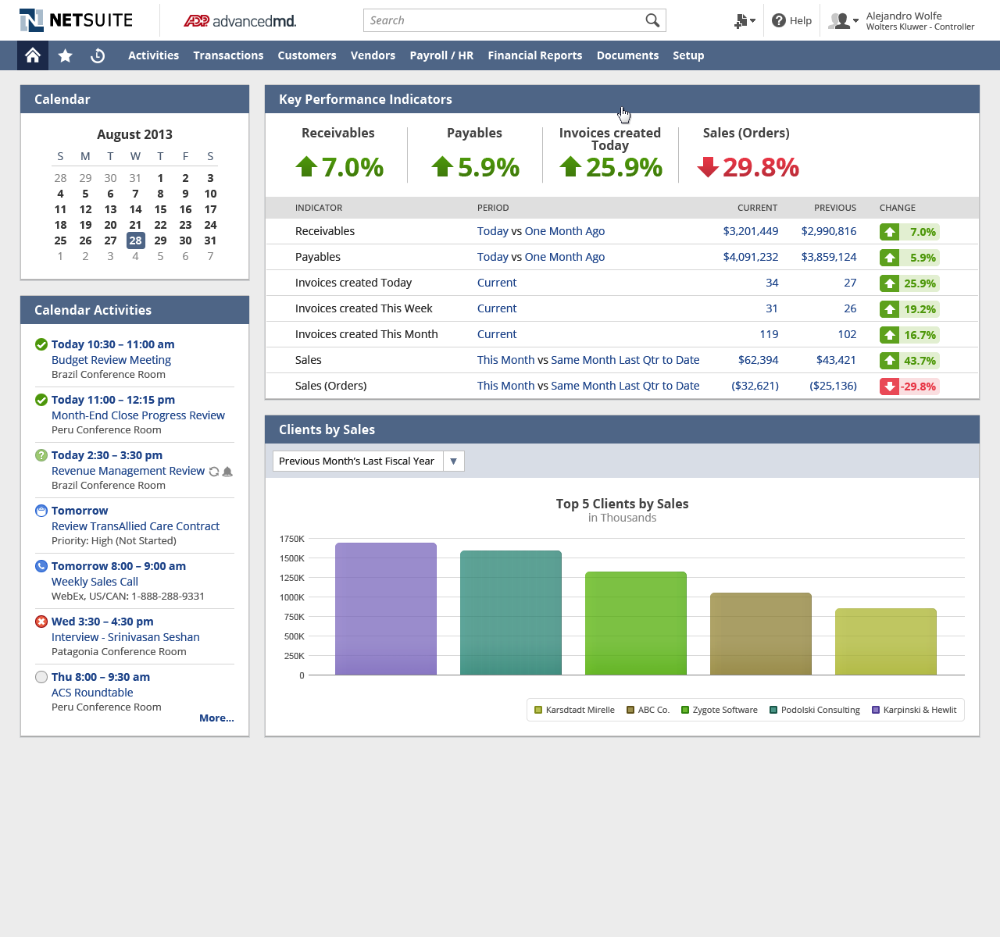 NETSUITE
ADP advancedmd.
Search
Help
Alejandro Wolfe
Wolters Kluwer - Controller
Activities Transactions Customers Vendors Payroll / HR Financial Reports Documents Setup
Calendar
August 2013
S M T W T F S
28 29 30 31 1 2 3
4 5 6 7 8 9 10
11 12 13 14 15 16 17
18 19 20 21 22 23 24
25 26 27 28 29 30 31
1 2 3 4 5 6 7
Calendar Activities
Today 10:30 – 11:00 am
Budget Review Meeting
Brazil Conference Room
Today 11:00 – 12:15 pm
Month-End Close Progress Review
Peru Conference Room
Today 2:30 – 3:30 pm
Revenue Management Review
Brazil Conference Room
Tomorrow
Review TransAllied Care Contract
Priority: High (Not Started)
Tomorrow 8:00 – 9:00 am
Weekly Sales Call
WebEx, US/CAN: 1-888-288-9331
Wed 3:30 – 4:30 pm
Interview - Srinivasan Seshan
Patagonia Conference Room
Thu 8:00 – 9:30 am
ACS Roundtable
Peru Conference Room
More...
Key Performance Indicators
Receivables
7.0%
Payables
5.9%
Invoices created
Today
25.9%
Sales (Orders)
29.8%
INDICATOR PERIOD CURRENT PREVIOUS CHANGE
Receivables Today vs One Month Ago $3,201,449 $2,990,816 7.0%
Payables Today vs One Month Ago $4,091,232 $3,859,124 5.9%
Invoices created Today Current 34 27 25.9%
Invoices created This Week Current 31 26 19.2%
Invoices created This Month Current 119 102 16.7%
Sales This Month vs Same Month Last Qtr to Date $62,394 $43,421 43.7%
Sales (Orders) This Month vs Same Month Last Qtr to Date ($32,621) ($25,136) -29.8%
Clients by Sales
Previous Month's Last Fiscal Year
Top 5 Clients by Sales
in Thousands
1750K
1500K
1250K
1000K
750K
500K
250K
0
Karsdtadt Mirelle ABC Co. Zygote Software Podolski Consulting Karpinski & Hewlit